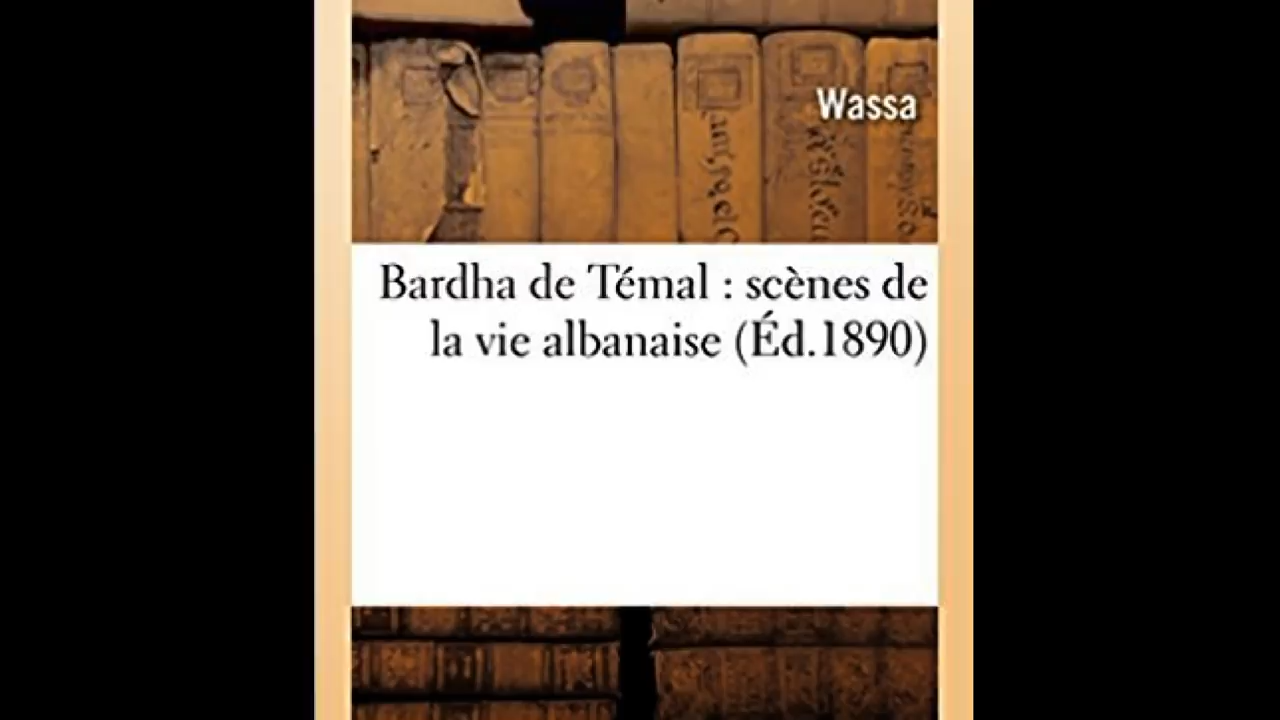 Wassa
Bardha de Témal : scènes de
la vie albanaise (Éd.1890)